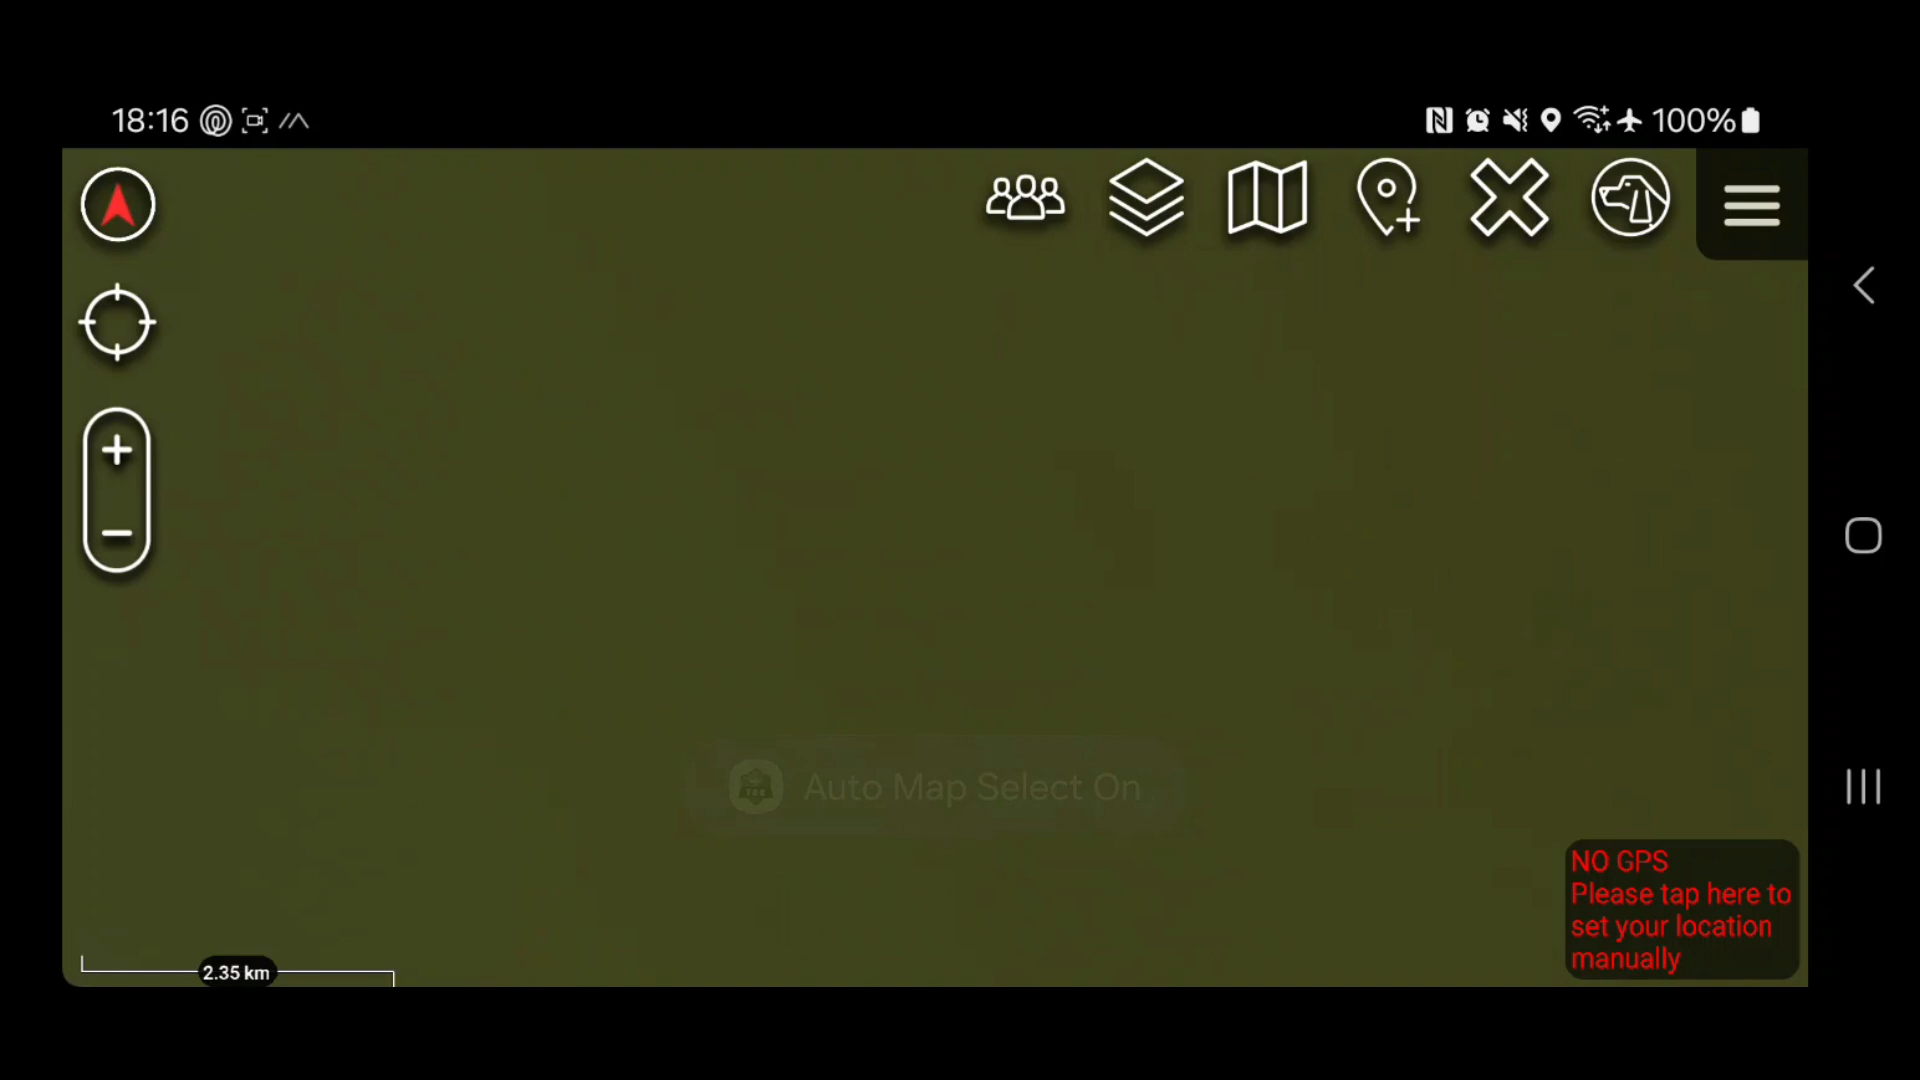 18:16
100%
Auto Map Select On
NO GPS
Please tap here to
set your location
manually
2.35 km